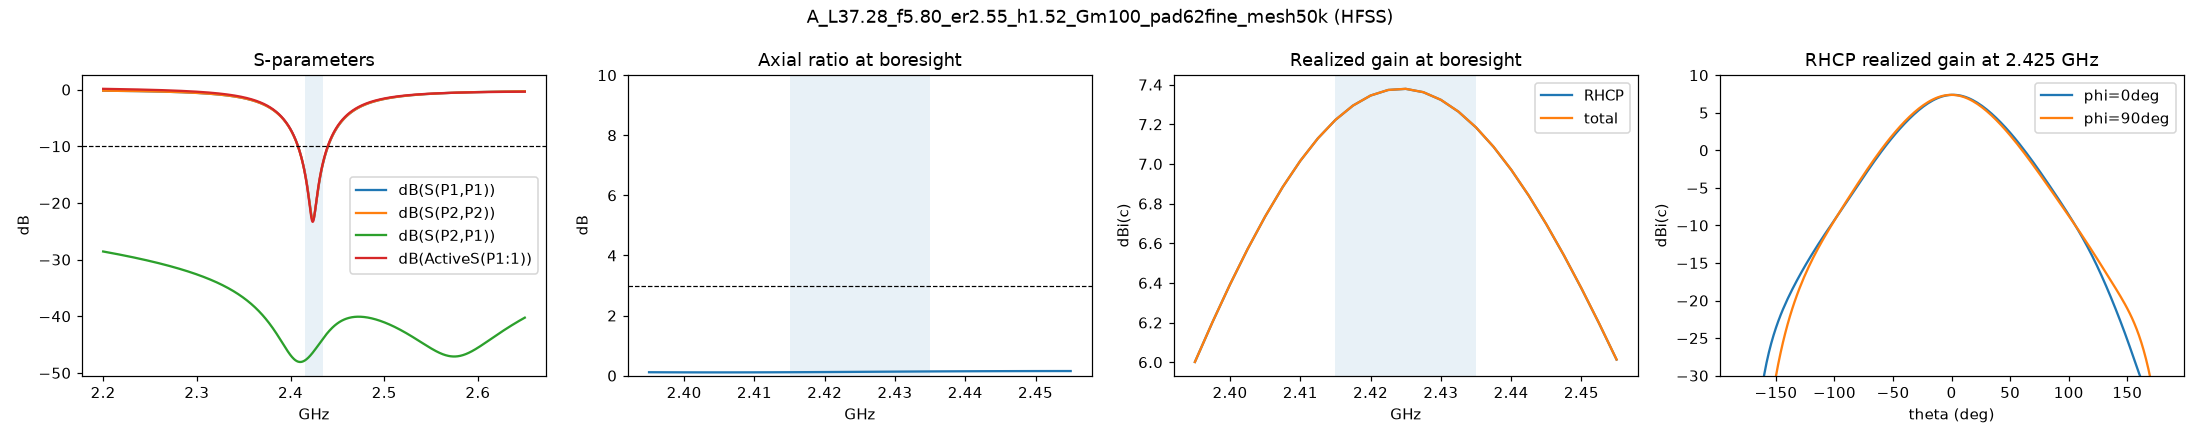 A_L37.28_f5.80_er2.55_h1.52_Gm100_pad62fine_mesh50k (HFSS)
S-parameters
0
−10
−20
−30
−40
−50
dB
dB(S(P1,P1))
dB(S(P2,P2))
dB(S(P2,P1))
dB(ActiveS(P1:1))
2.2
2.3
2.4
2.5
2.6
GHz
Axial ratio at boresight
10
8
6
4
2
0
dB
2.40
2.41
2.42
2.43
2.44
2.45
GHz
Realized gain at boresight
7.4
7.2
7.0
6.8
6.6
6.4
6.2
6.0
dBi(c)
RHCP
total
2.40
2.41
2.42
2.43
2.44
2.45
GHz
RHCP realized gain at 2.425 GHz
10
5
0
−5
−10
−15
−20
−25
−30
dBi(c)
phi=0deg
phi=90deg
−150
−100
−50
0
50
100
150
theta (deg)